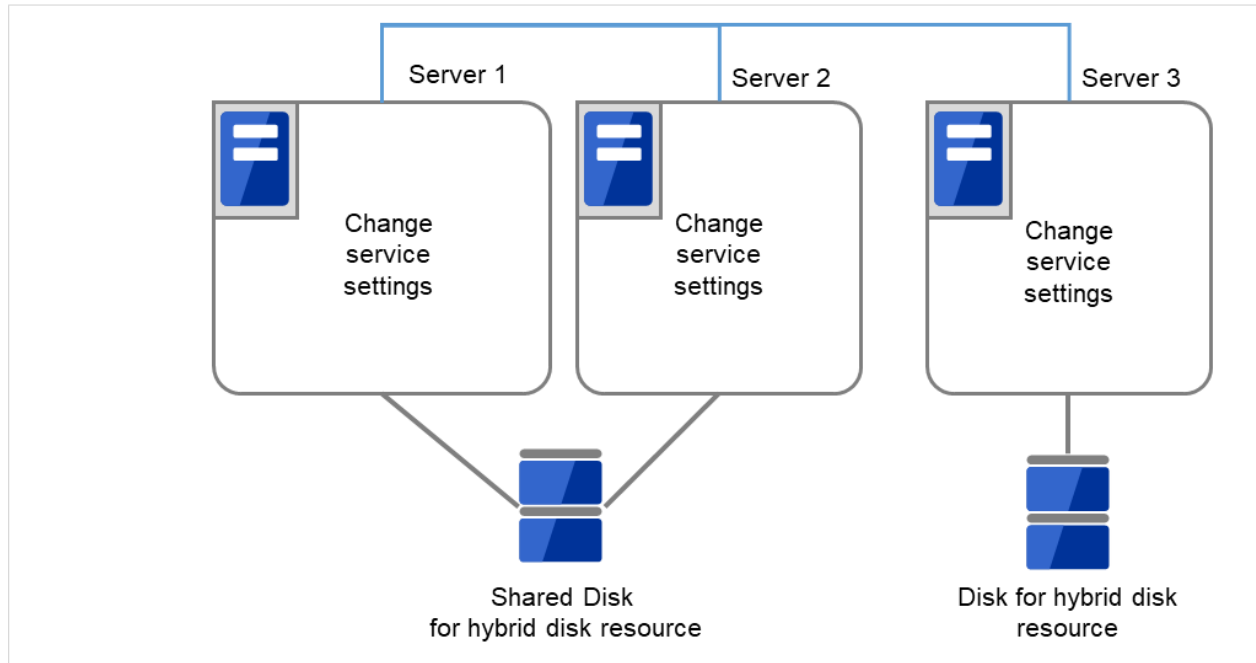 Server 1
Server 2
Server 3
Change
service
settings
Change
service
settings
Change
service
settings
Shared Disk
for hybrid disk resource
Disk for hybrid disk
resource